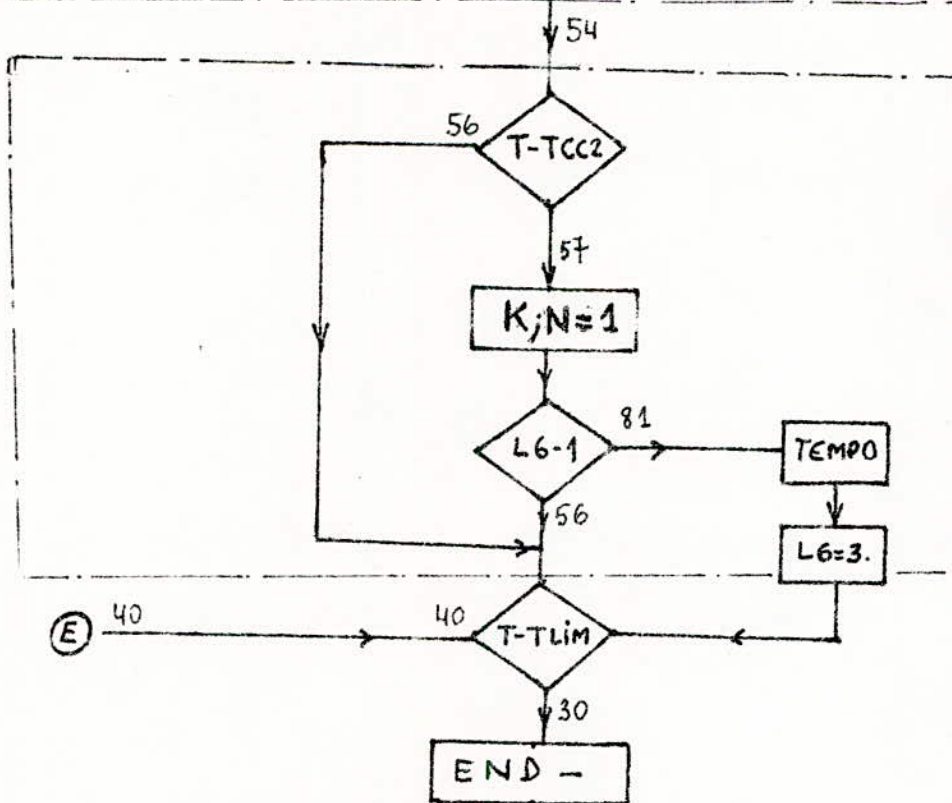 54
56
T-TCC2
57
K;N=1
L6-1
81
TEMPO
56
L6=3.
E
40
40
T-TLIM
30
END -